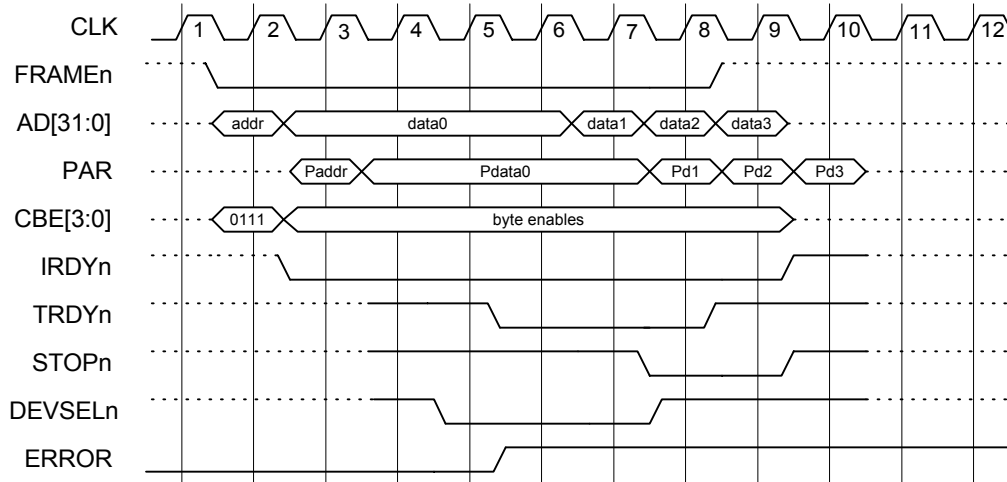 CLK 1 2 3 4 5 6 7 8 9 10 11 12
FRAMEn
AD[31:0] addr data0 data1 data2 data3
PAR Paddr Pdata0 Pd1 Pd2 Pd3
CBE[3:0] 0111 byte enables
IRDYn
TRDYn
STOPn
DEVSELn
ERROR